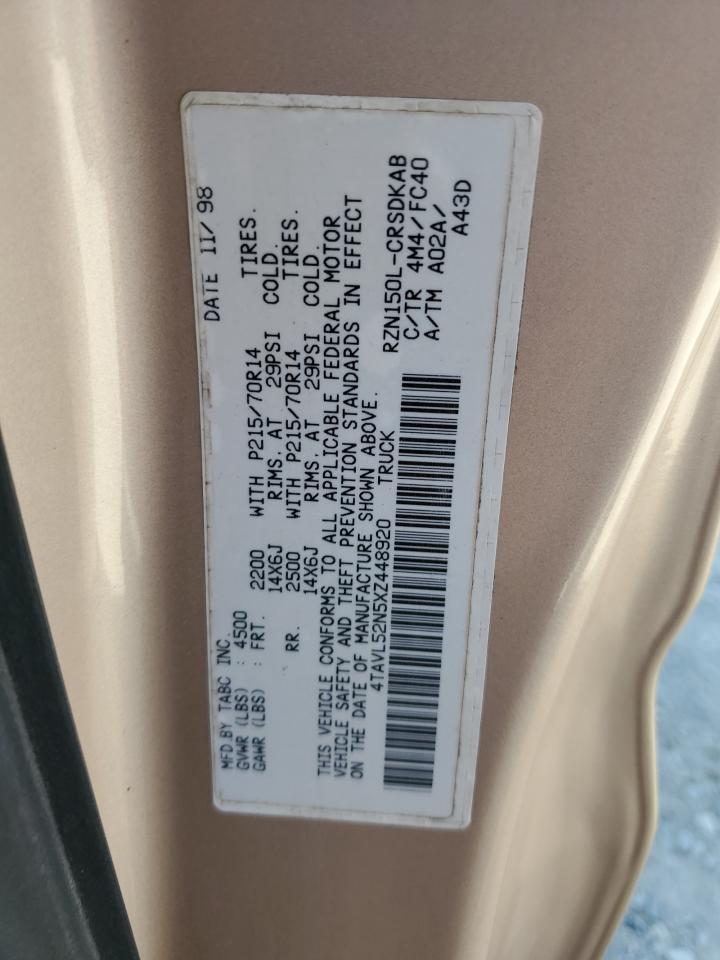 MFD.BY TABC INC. DATE 11/98
GVWR (LBS) : 4500
GAWR (LBS) : FRT. 2200 WITH P215/70R14 TIRES.
14X6J RIMS. AT 29PSI COLD.
RR. 2500 WITH P215/70R14 TIRES.
14X6J RIMS. AT 29PSI COLD.
THIS VEHICLE CONFORMS TO ALL APPLICABLE FEDERAL MOTOR
VEHICLE SAFETY AND THEFT PREVENTION STANDARDS IN EFFECT
ON THE DATE OF MANUFACTURE SHOWN ABOVE.
4TAVL52N5XZ448920 TRUCK
RZN150L-CRSDKAB
C/TR 4M4/FC40
A/TM A02A/
A43D